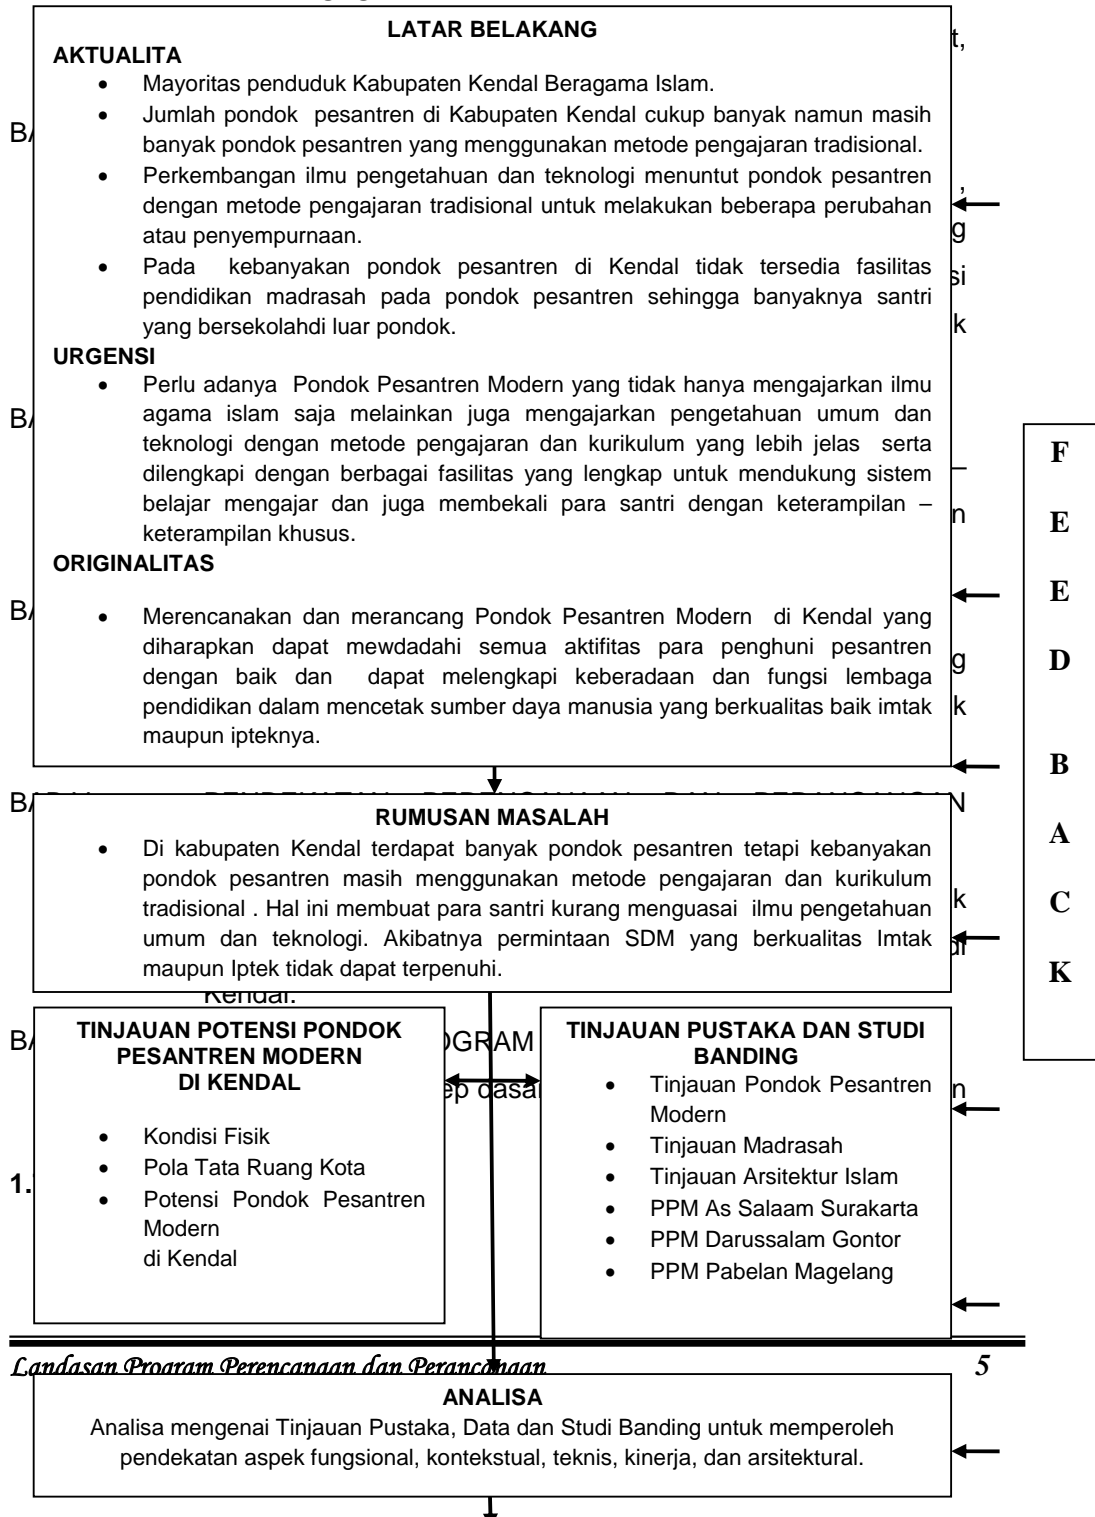 LATAR BELAKANG
t,
AKTUALITA
• Mayoritas penduduk Kabupaten Kendal Beragama Islam.
• Jumlah pondok pesantren di Kabupaten Kendal cukup banyak namun masih
BA
banyak pondok pesantren yang menggunakan metode pengajaran tradisional.
• Perkembangan ilmu pengetahuan dan teknologi menuntut pondok pesantren
,
dengan metode pengajaran tradisional untuk melakukan beberapa perubahan
atau penyempurnaan.
g
• Pada kebanyakan pondok pesantren di Kendal tidak tersedia fasilitas
si
pendidikan madrasah pada pondok pesantren sehingga banyaknya santri
yang bersekolahdi luar pondok.
k
URGENSI
• Perlu adanya Pondok Pesantren Modern yang tidak hanya mengajarkan ilmu
agama islam saja melainkan juga mengajarkan pengetahuan umum dan
BA
teknologi dengan metode pengajaran dan kurikulum yang lebih jelas serta
dilengkapi dengan berbagai fasilitas yang lengkap untuk mendukung sistem
–
belajar mengajar dan juga membekali para santri dengan keterampilan –
n
keterampilan khusus.
ORIGINALITAS
• Merencanakan dan merancang Pondok Pesantren Modern di Kendal yang
BA
diharapkan dapat mewdadahi semua aktifitas para penghuni pesantren
g
dengan baik dan dapat melengkapi keberadaan dan fungsi lembaga
pendidikan dalam mencetak sumber daya manusia yang berkualitas baik imtak
k
maupun ipteknya.
F
E
E
D
B
A
C
K
BA
N
RUMUSAN MASALAH
• Di kabupaten Kendal terdapat banyak pondok pesantren tetapi kebanyakan
pondok pesantren masih menggunakan metode pengajaran dan kurikulum
tradisional . Hal ini membuat para santri kurang menguasai ilmu pengetahuan
k
umum dan teknologi. Akibatnya permintaan SDM yang berkualitas Imtak
di
maupun Iptek tidak dapat terpenuhi.
Kendal.
BA
OGRAM
ep dasar
n
1.
TINJAUAN POTENSI PONDOK
PESANTREN MODERN
DI KENDAL
• Kondisi Fisik
• Pola Tata Ruang Kota
• Potensi Pondok Pesantren
Modern
di Kendal
TINJAUAN PUSTAKA DAN STUDI
BANDING
• Tinjauan Pondok Pesantren
Modern
• Tinjauan Madrasah
• Tinjauan Arsitektur Islam
• PPM As Salaam Surakarta
• PPM Darussalam Gontor
• PPM Pabelan Magelang
Landasan Program Perencanaan dan Perancangan 5
ANALISA
Analisa mengenai Tinjauan Pustaka, Data dan Studi Banding untuk memperoleh
pendekatan aspek fungsional, kontekstual, teknis, kinerja, dan arsitektural.